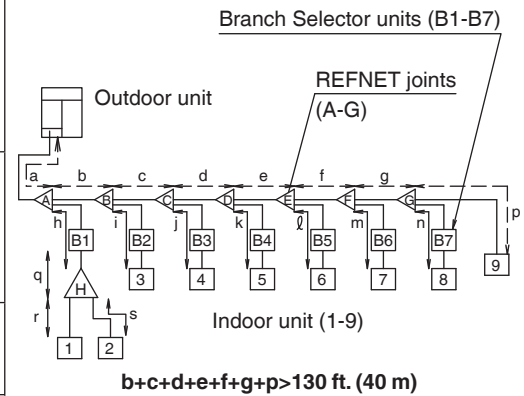 Branch Selector units (B1-B7)
REFNET joints
(A-G)
Outdoor unit
a b c d e f g
A B C D E F G
h i j k ℓ m n p
B1 B2 B3 B4 B5 B6 B7
q
3 4 5 6 7 8 9
H
r s
Indoor unit (1-9)
1 2
b+c+d+e+f+g+p>130 ft. (40 m)